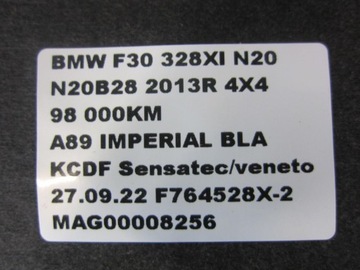 BMW F30 328XI N20
N20B28 2013R 4X4
98 000KM
A89 IMPERIAL BLA
KCDF Sensatec/veneto
27.09.22 F764528X-2
MAG00008256